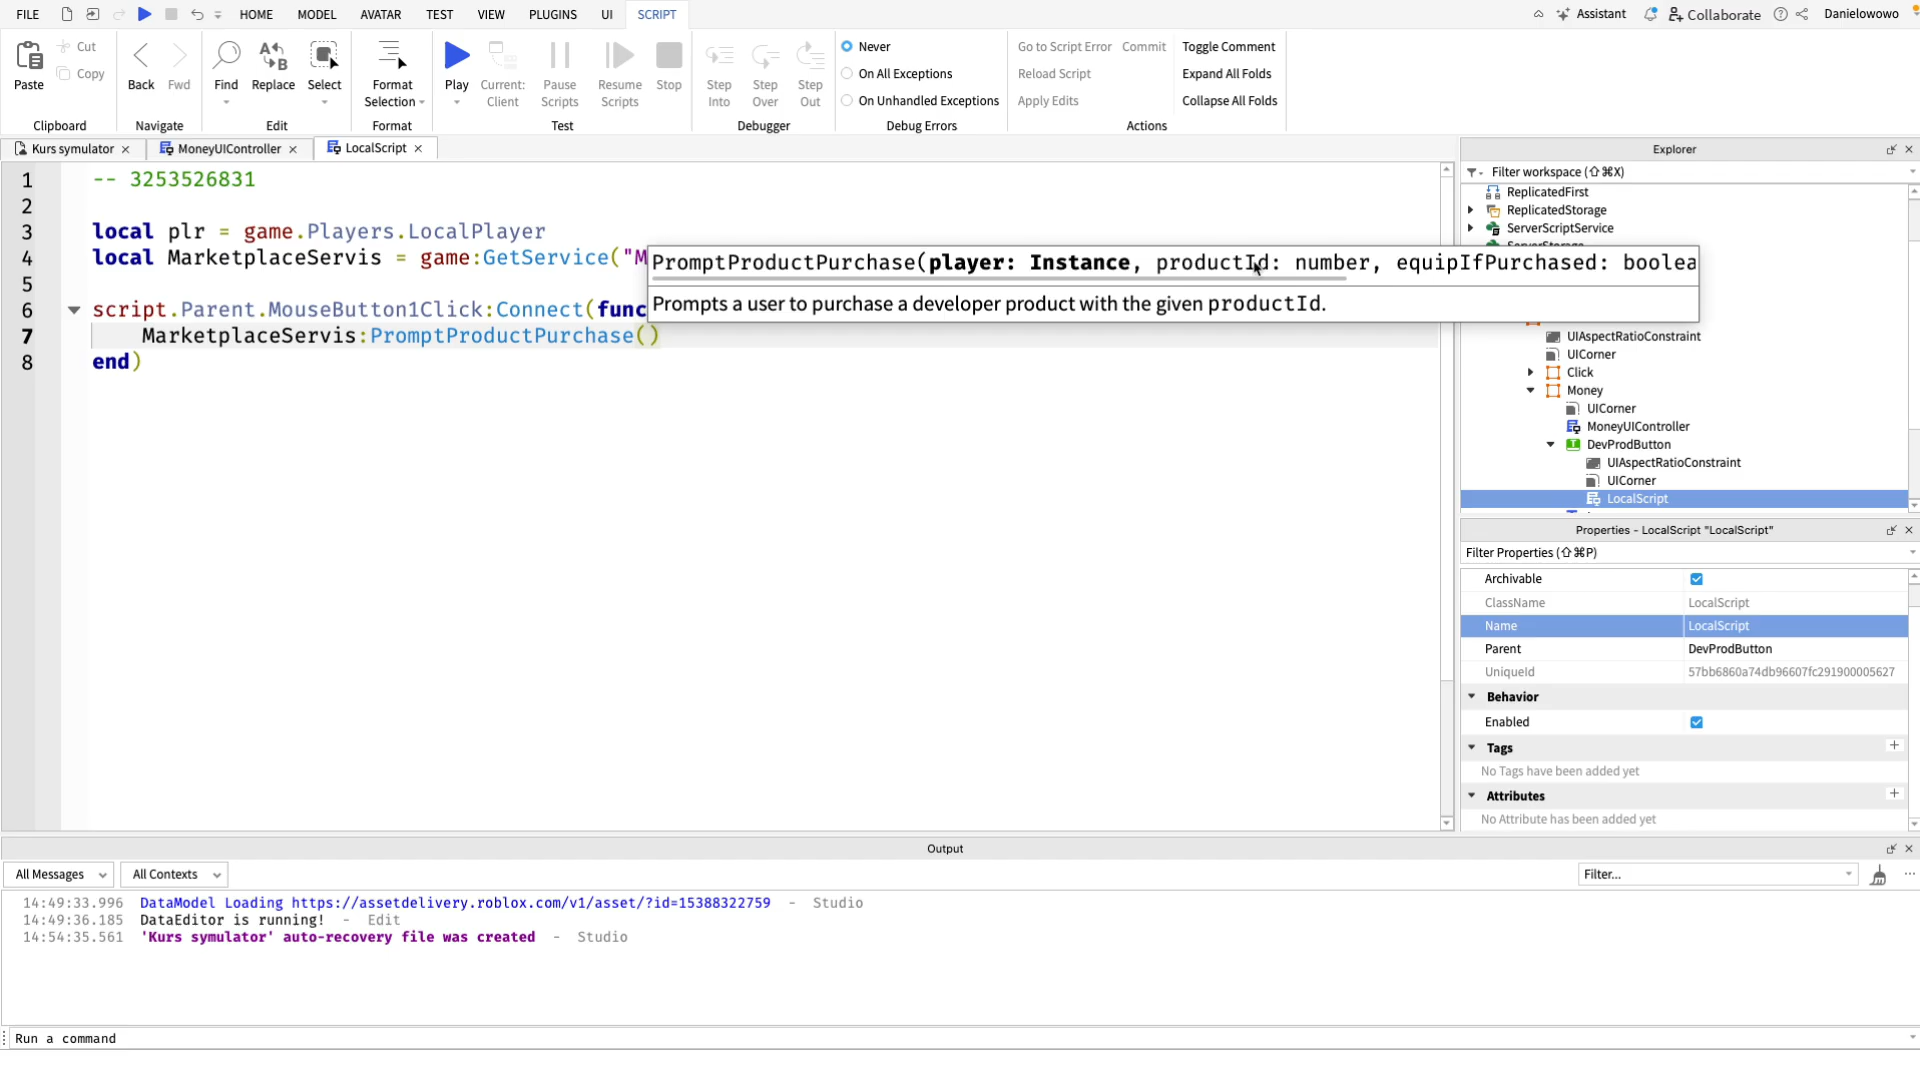 FILE HOME MODEL AVATAR TEST VIEW PLUGINS UI SCRIPT Assistant Collaborate Danielowowo
Paste Cut Copy
Clipboard
Back Fwd
Navigate
Find Replace Select
Edit
Format Selection
Format
Play Current: Client Pause Scripts Resume Scripts Stop
Test
Step Into Step Over Step Out
Debugger
Never
On All Exceptions
On Unhandled Exceptions
Debug Errors
Go to Script Error Commit Toggle Comment
Reload Script Expand All Folds
Apply Edits Collapse All Folds
Actions
Kurs symulator MoneyUIController LocalScript
1 -- 3253526831
2
3 local plr = game.Players.LocalPlayer
4 local MarketplaceServis = game:GetService("M
5
6 script.Parent.MouseButton1Click:Connect(func
7 MarketplaceServis:PromptProductPurchase()
8 end)
PromptProductPurchase(player: Instance, productId: number, equipIfPurchased: boolea
Prompts a user to purchase a developer product with the given productId.
Explorer
Filter workspace (⇧⌘X)
ReplicatedFirst
ReplicatedStorage
ServerScriptService
UIAspectRatioConstraint
UICorner
Click
Money
UICorner
MoneyUIController
DevProdButton
UIAspectRatioConstraint
UICorner
LocalScript
Properties - LocalScript "LocalScript"
Filter Properties (⇧⌘P)
Archivable
ClassName LocalScript
Name LocalScript
Parent DevProdButton
UniqueId 57bb6860a74db96607fc291900005627
Behavior
Enabled
Tags
No Tags have been added yet
Attributes
No Attribute has been added yet
Output
All Messages All Contexts Filter...
14:49:33.996 DataModel Loading https://assetdelivery.roblox.com/v1/asset/?id=15388322759 - Studio
14:49:36.185 DataEditor is running! - Edit
14:54:35.561 'Kurs symulator' auto-recovery file was created - Studio
Run a command